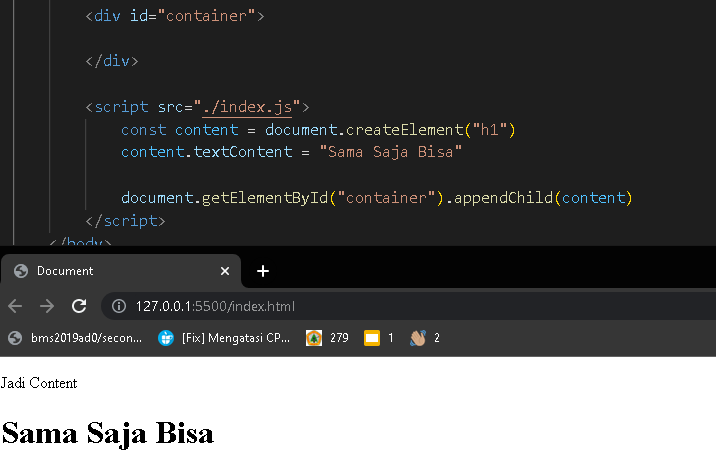 <div id="container">
</div>
<script src="./index.js">
const content = document.createElement("h1")
content.textContent = "Sama Saja Bisa"
document.getElementById("container").appendChild(content)
</script>
</body>
Document
127.0.0.1:5500/index.html
bms2019ad0/secon... [Fix] Mengatasi CP... 279 1 2
Jadi Content
Sama Saja Bisa